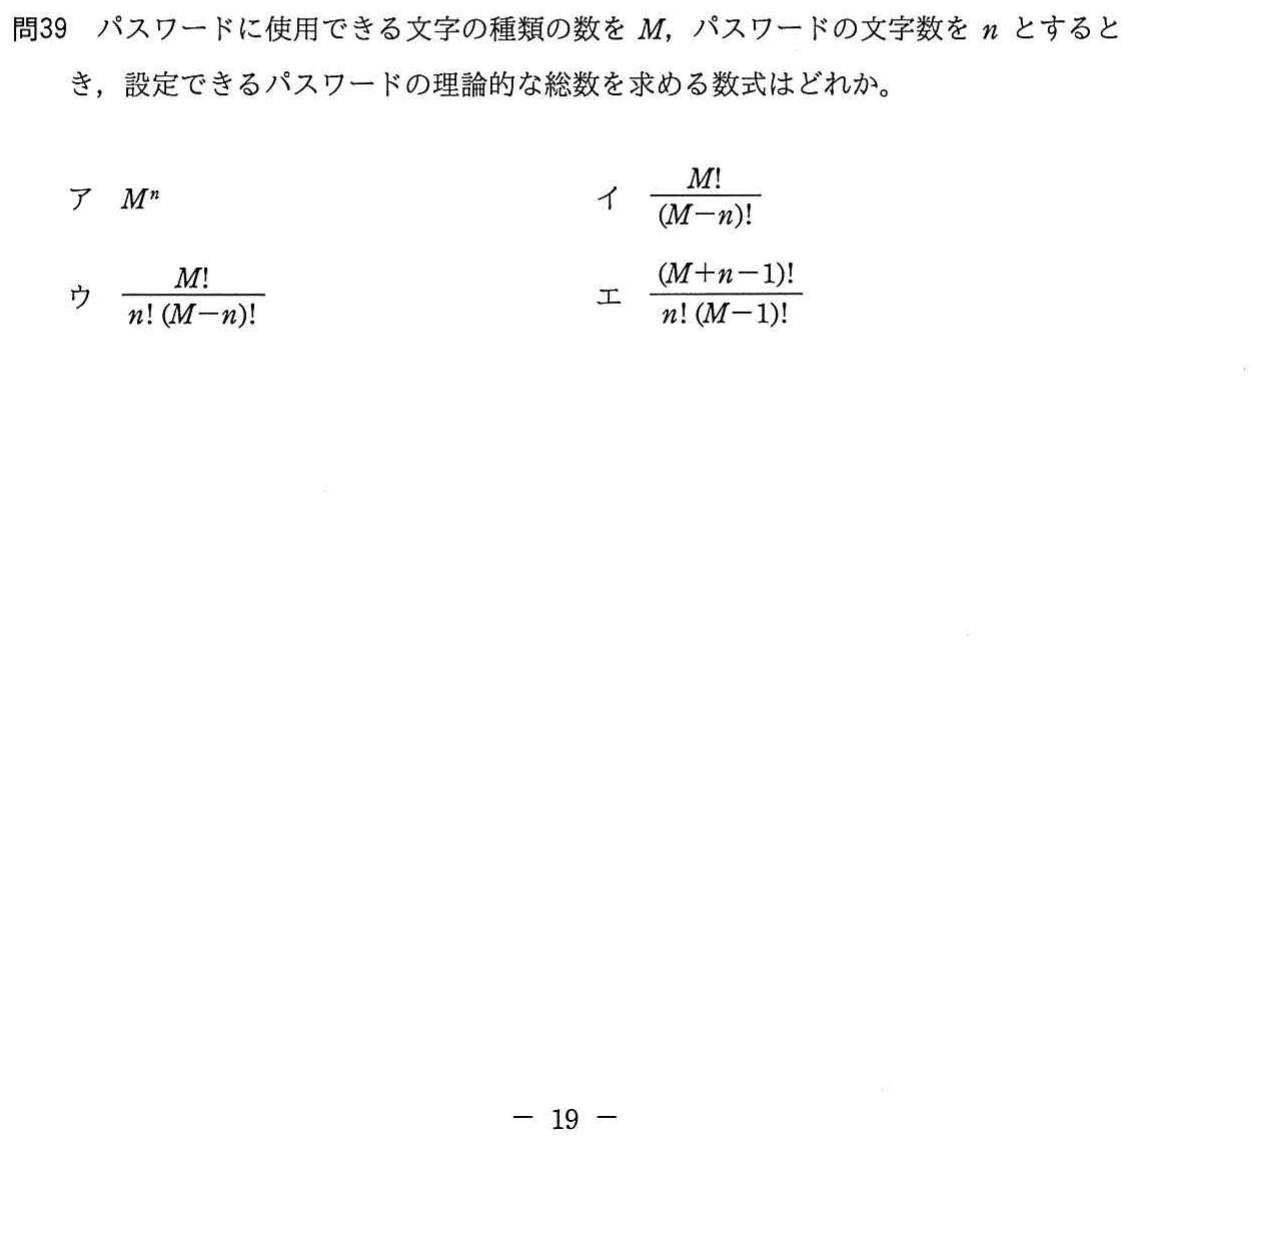 問39 パスワードに使用できる文字の種類の数を M，パスワードの文字数を n とすると
き，設定できるパスワードの理論的な総数を求める数式はどれか。
ア Mⁿ
イ M!
(M−n)!
ウ M!
n! (M−n)!
エ (M+n−1)!
n! (M−1)!
− 19 −